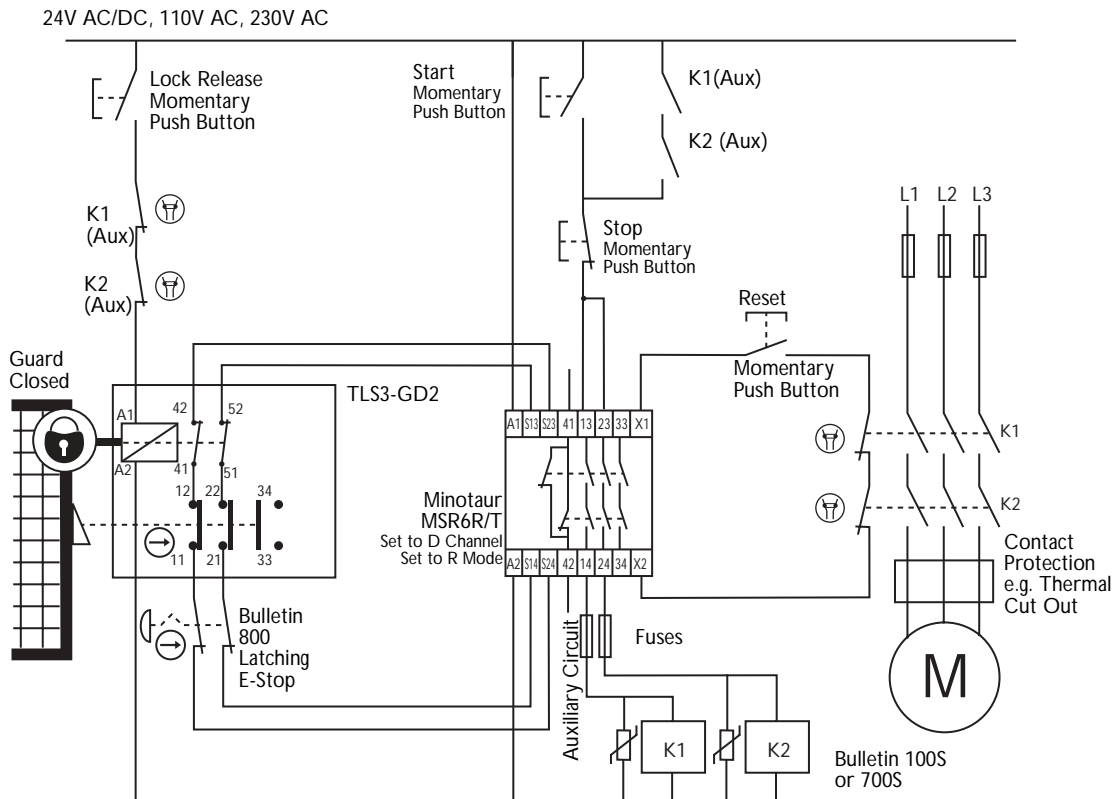 24V AC/DC, 110V AC, 230V AC
Lock Release
Momentary
Push Button
Start
Momentary
Push Button
K1(Aux)
K2 (Aux)
K1
(Aux)
K2
(Aux)
Stop
Momentary
Push Button
L1 L2 L3
Reset
Momentary
Push Button
Guard
Closed
TLS3-GD2
A1
A2
42 52
41 51
12 22 34
11 21 33
A1 S13 S23 41 13 23 33 X1
Minotaur
MSR6R/T
Set to D Channel
Set to R Mode
A2 S14 S24 42 14 24 34 X2
K1
K2
Contact
Protection
e.g. Thermal
Cut Out
Bulletin
800
Latching
E-Stop
Auxiliary Circuit
Fuses
M
K1
K2
Bulletin 100S
or 700S